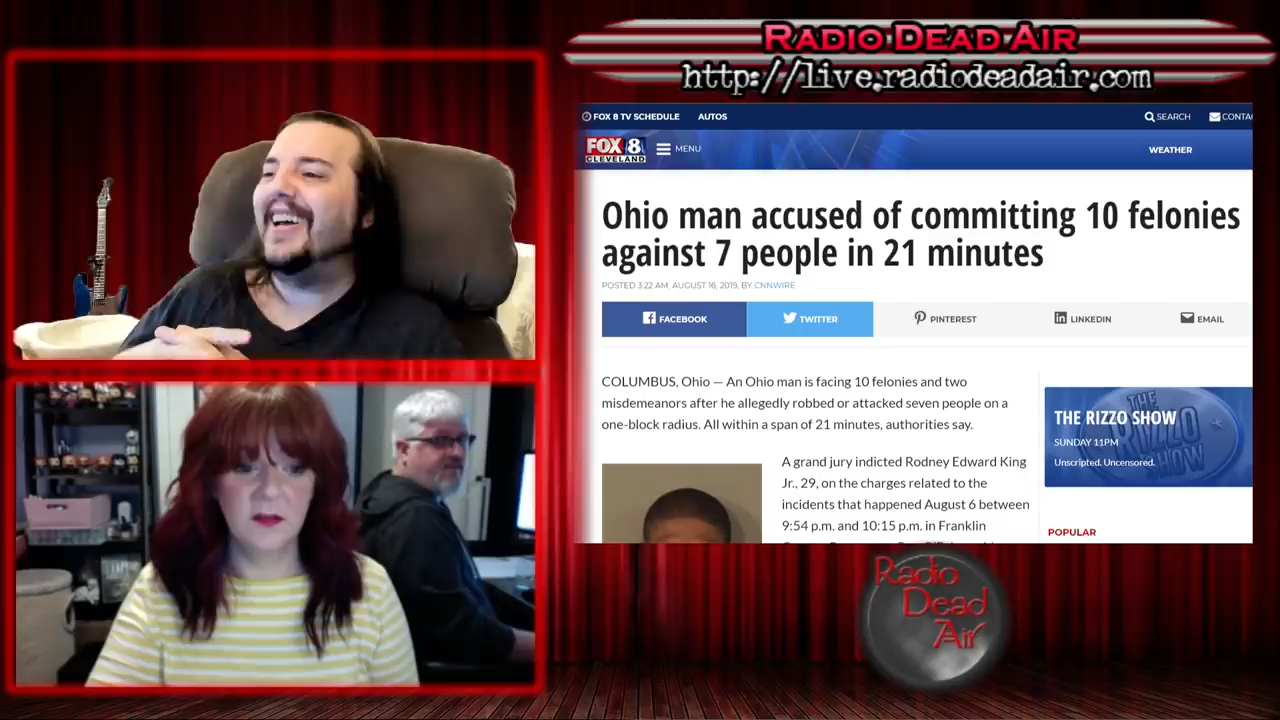 RADIO DEAD AIR
http://live.radiodeadair.com
FOX 8 TV SCHEDULE AUTOS SEARCH CONTAC
FOX 8 CLEVELAND MENU WEATHER
Ohio man accused of committing 10 felonies
against 7 people in 21 minutes
POSTED 3:22 AM, AUGUST 16, 2019, BY CNNWIRE
FACEBOOK TWITTER PINTEREST LINKEDIN EMAIL
COLUMBUS, Ohio — An Ohio man is facing 10 felonies and two
misdemeanors after he allegedly robbed or attacked seven people on a
one-block radius. All within a span of 21 minutes, authorities say.
A grand jury indicted Rodney Edward King
Jr., 29, on the charges related to the
incidents that happened August 6 between
9:54 p.m. and 10:15 p.m. in Franklin
THE RIZZO SHOW
THE RIZZO SHOW
SUNDAY 11PM
Unscripted. Uncensored.
POPULAR
Radio
Dead
Air